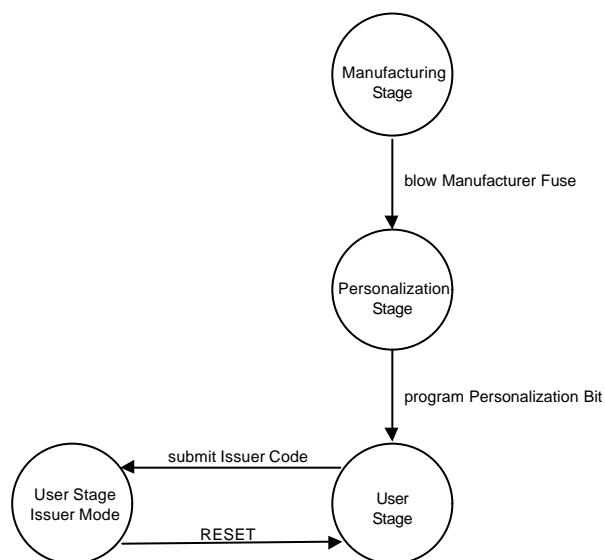 Manufacturing
Stage
blow Manufacturer Fuse
Personalization
Stage
program Personalization Bit
submit Issuer Code
User Stage
Issuer Mode
User
Stage
RESET